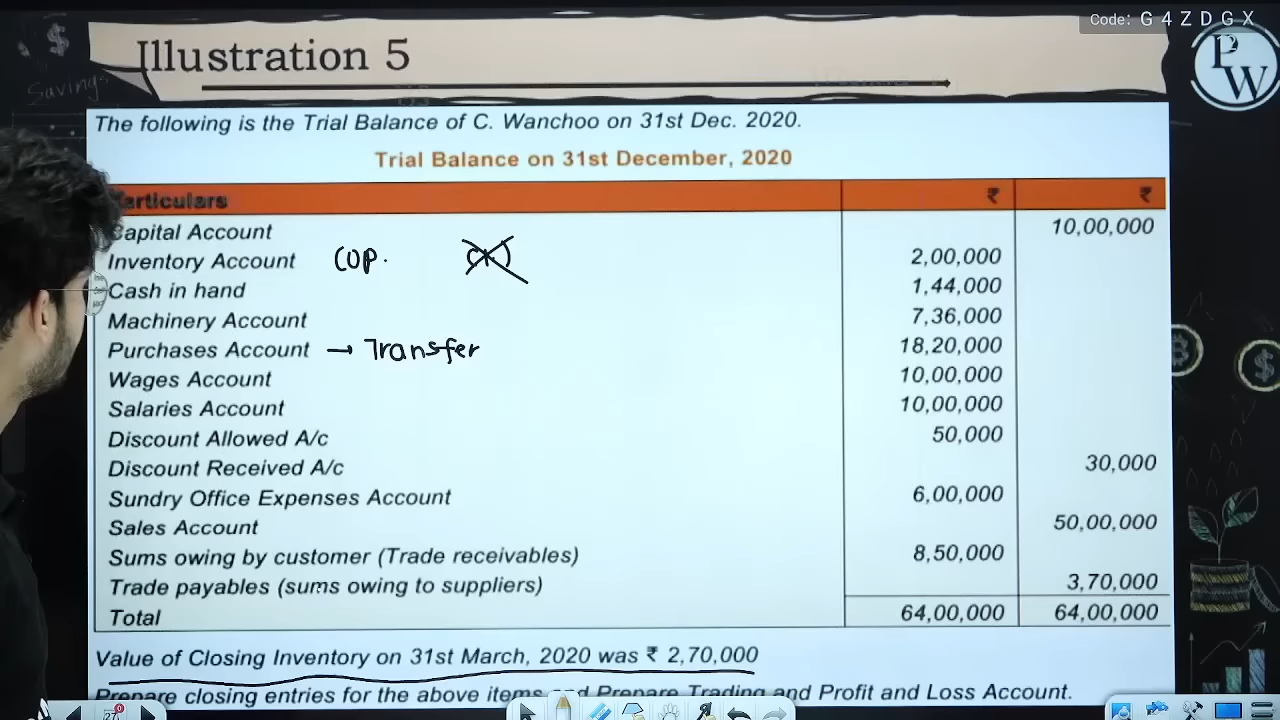 Code: G 4 Z D G X
Illustration 5
PW
Savings
The following is the Trial Balance of C. Wanchoo on 31st Dec. 2020.
Trial Balance on 31st December, 2020
Particulars ₹ ₹
Capital Account 10,00,000
Inventory Account (OP. 2,00,000
Cash in hand 1,44,000
Machinery Account 7,36,000
Purchases Account → Transfer 18,20,000
Wages Account 10,00,000
Salaries Account 10,00,000
Discount Allowed A/c 50,000
Discount Received A/c 30,000
Sundry Office Expenses Account 6,00,000
Sales Account 50,00,000
Sums owing by customer (Trade receivables) 8,50,000
Trade payables (sums owing to suppliers) 3,70,000
Total 64,00,000 64,00,000
Value of Closing Inventory on 31st March, 2020 was ₹ 2,70,000
Prepare closing entries for the above items and Prepare Trading and Profit and Loss Account.
27